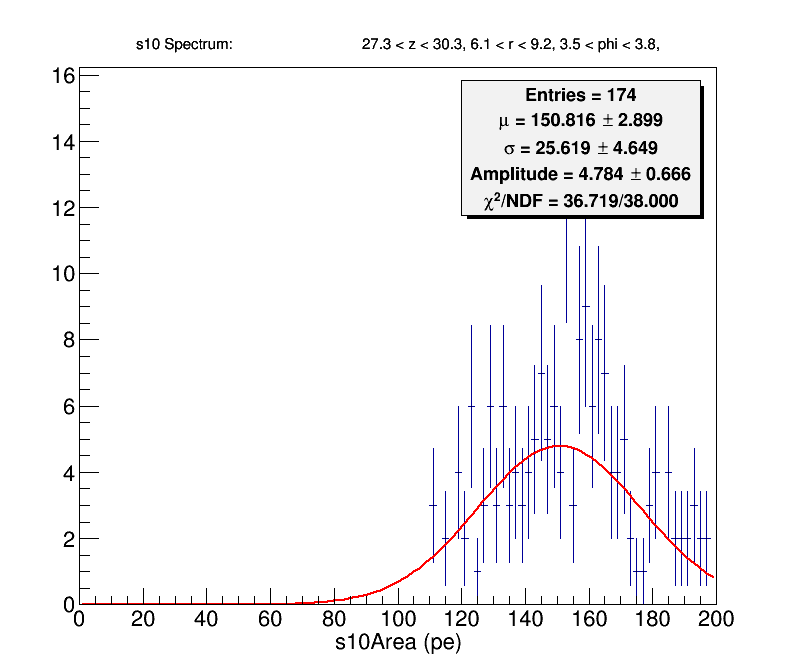 s10 Spectrum: 27.3 < z < 30.3, 6.1 < r < 9.2, 3.5 < phi < 3.8,
Entries = 174
μ = 150.816 ± 2.899
σ = 25.619 ± 4.649
Amplitude = 4.784 ± 0.666
χ²/NDF = 36.719/38.000
16
14
12
10
8
6
4
2
0
0 20 40 60 80 100 120 140 160 180 200
s10Area (pe)